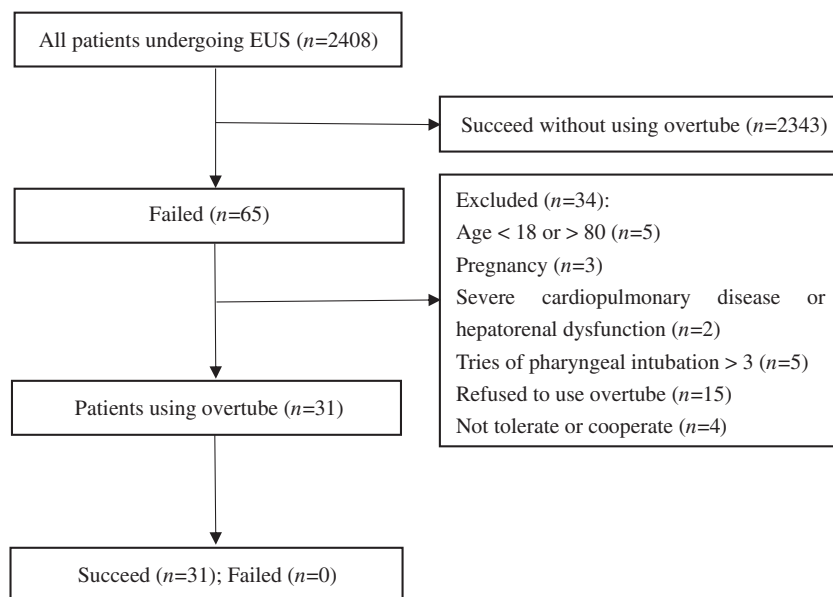 All patients undergoing EUS (n=2408)
Succeed without using overtube (n=2343)
Failed (n=65)
Excluded (n=34):
Age < 18 or > 80 (n=5)
Pregnancy (n=3)
Severe cardiopulmonary disease or
hepatorenal dysfunction (n=2)
Tries of pharyngeal intubation > 3 (n=5)
Refused to use overtube (n=15)
Not tolerate or cooperate (n=4)
Patients using overtube (n=31)
Succeed (n=31); Failed (n=0)